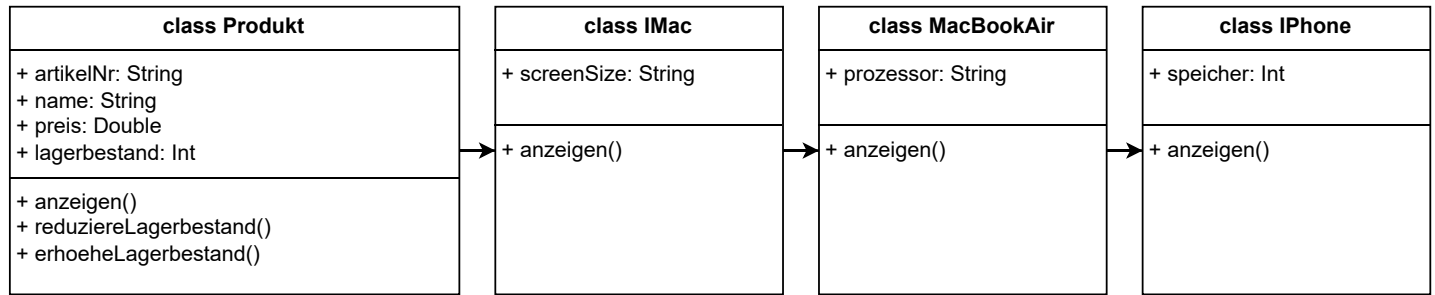 class Produkt
+ artikelNr: String
+ name: String
+ preis: Double
+ lagerbestand: Int
+ anzeigen()
+ reduziereLagerbestand()
+ erhoeheLagerbestand()
class IMac
+ screenSize: String
+ anzeigen()
class MacBookAir
+ prozessor: String
+ anzeigen()
class IPhone
+ speicher: Int
+ anzeigen()